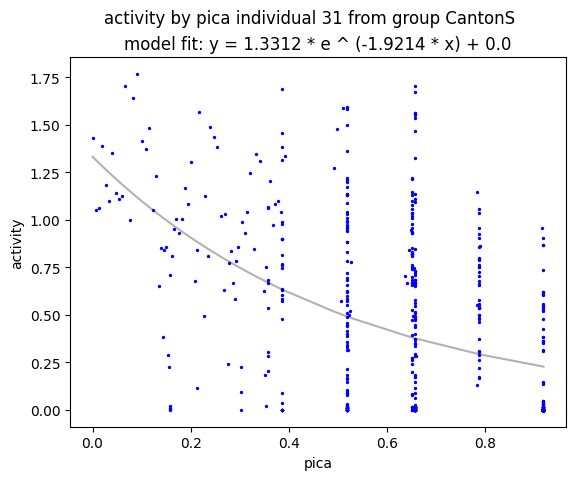 activity by pica individual 31 from group CantonS
model fit: y = 1.3312 * e ^ (-1.9214 * x) + 0.0
1.75
1.50
1.25
1.00
0.75
0.50
0.25
0.00
activity
0.0 0.2 0.4 0.6 0.8
pica